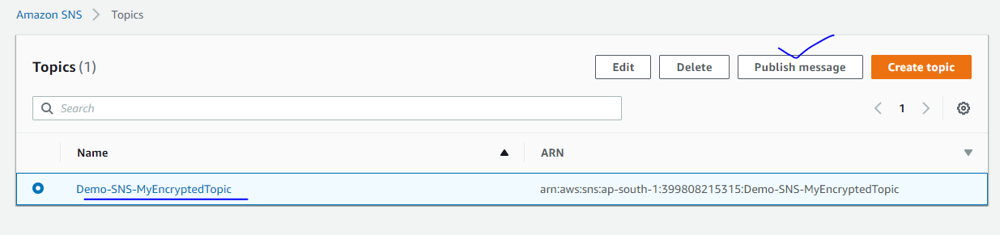 Amazon SNS > Topics
Topics (1)
Edit
Delete
Publish message
Create topic
Search
1
Name
ARN
Demo-SNS-MyEncryptedTopic
arn:aws:sns:ap-south-1:399808215315:Demo-SNS-MyEncryptedTopic